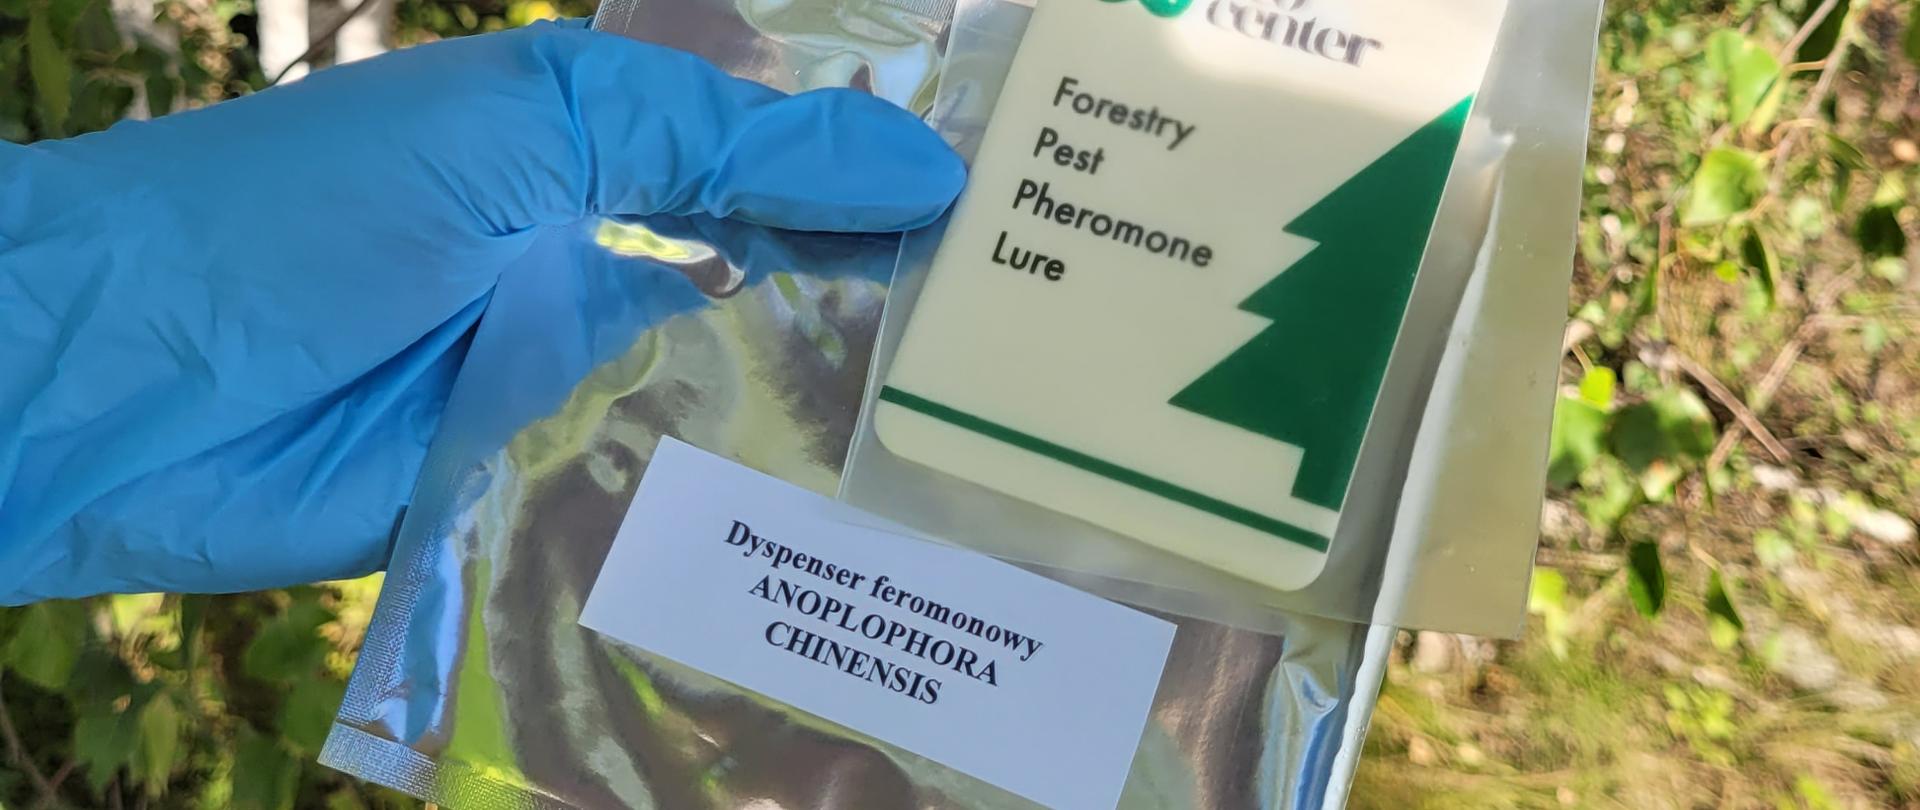 center
Forestry
Pest
Pheromone
Lure
Dyspenser feromonowy
ANOPLOPHORA
CHINENSIS